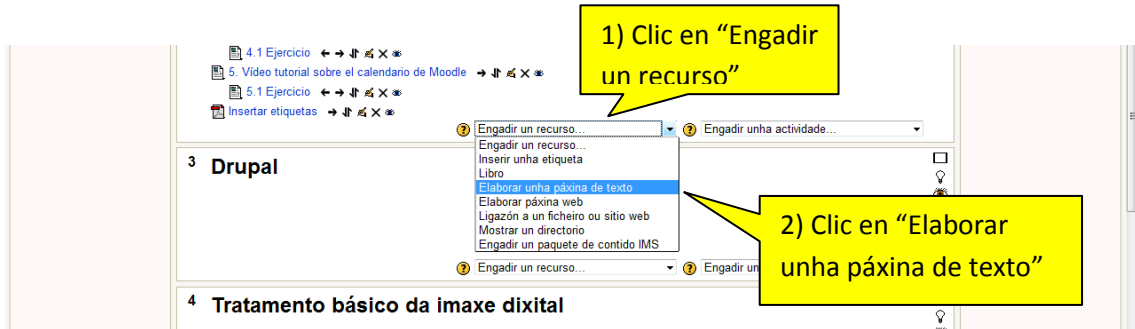 1) Clic en “Engadir
un recurso”
4.1 Ejercicio
5. Vídeo tutorial sobre el calendario de Moodle
5.1 Ejercicio
Insertar etiquetas
Engadir un recurso...
Engadir unha actividade...
Engadir un recurso...
Inserir unha etiqueta
Libro
Elaborar unha páxina de texto
Elaborar páxina web
Ligazón a un ficheiro ou sitio web
Mostrar un directorio
Engadir un paquete de contido IMS
3 Drupal
2) Clic en “Elaborar
unha páxina de texto”
Engadir un recurso...
Engadir un
4 Tratamento básico da imaxe dixital